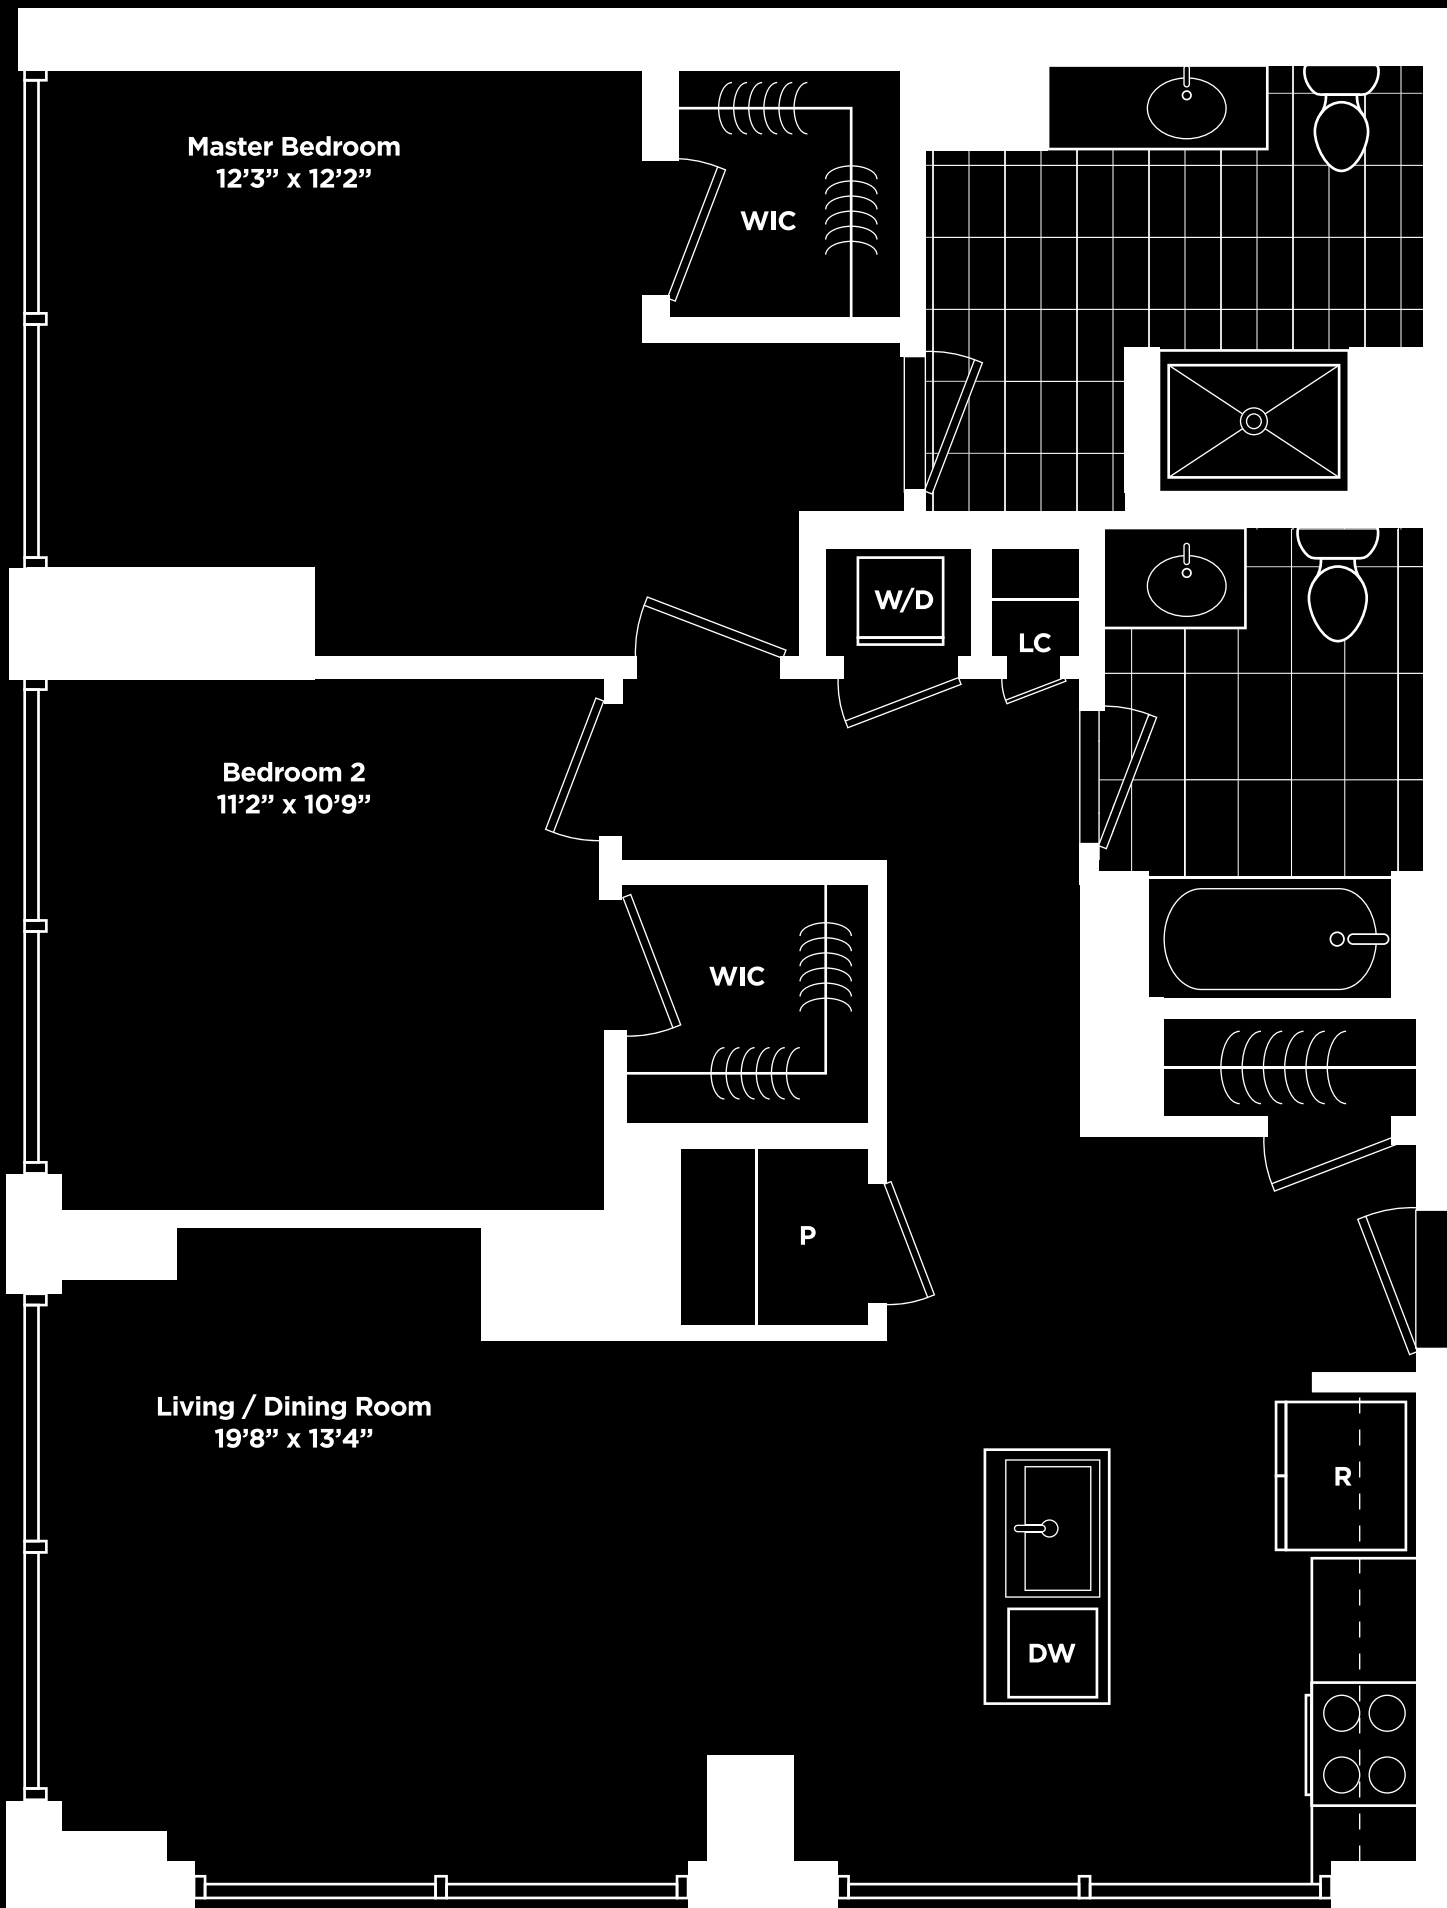 Master Bedroom
12’3” x 12’2”
WIC
W/D
LC
Bedroom 2
11’2” x 10’9”
WIC
P
Living / Dining Room
19’8” x 13’4”
R
DW